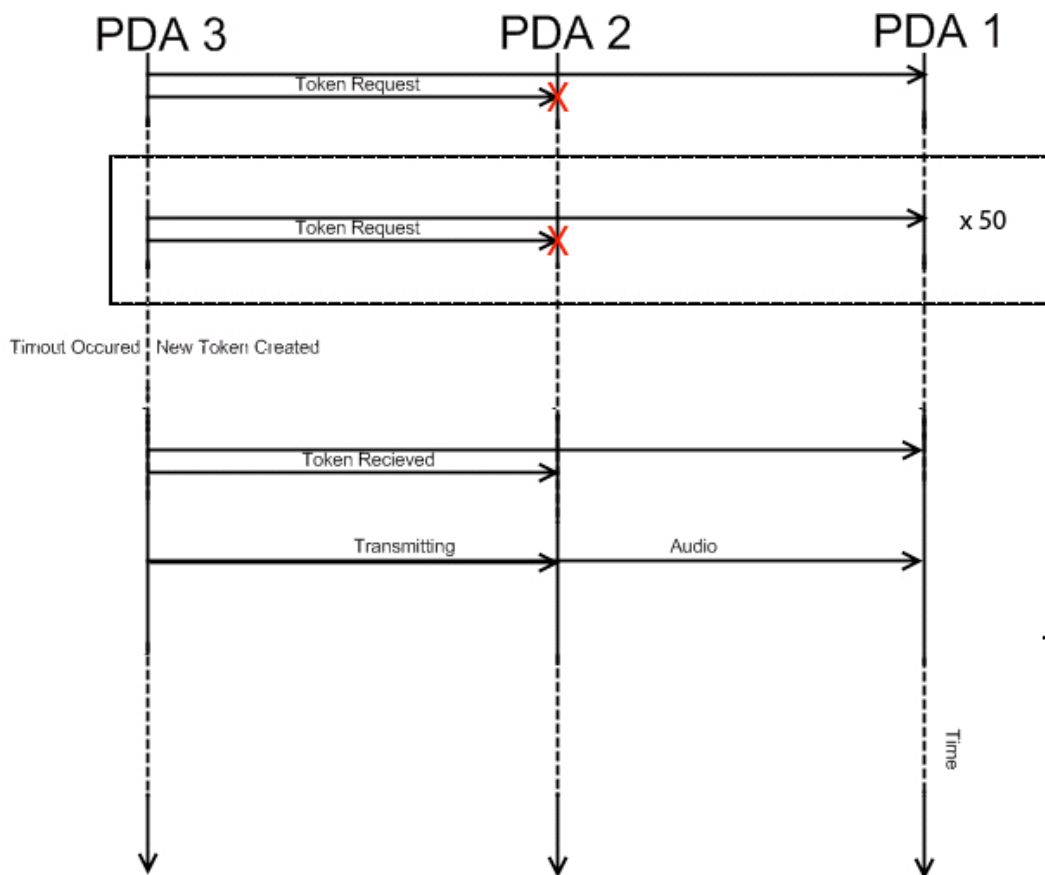 PDA 3 PDA 2 PDA 1
Token Request
X
Token Request
X
x 50
Timout Occured New Token Created
Token Recieved
Transmitting Audio
Time